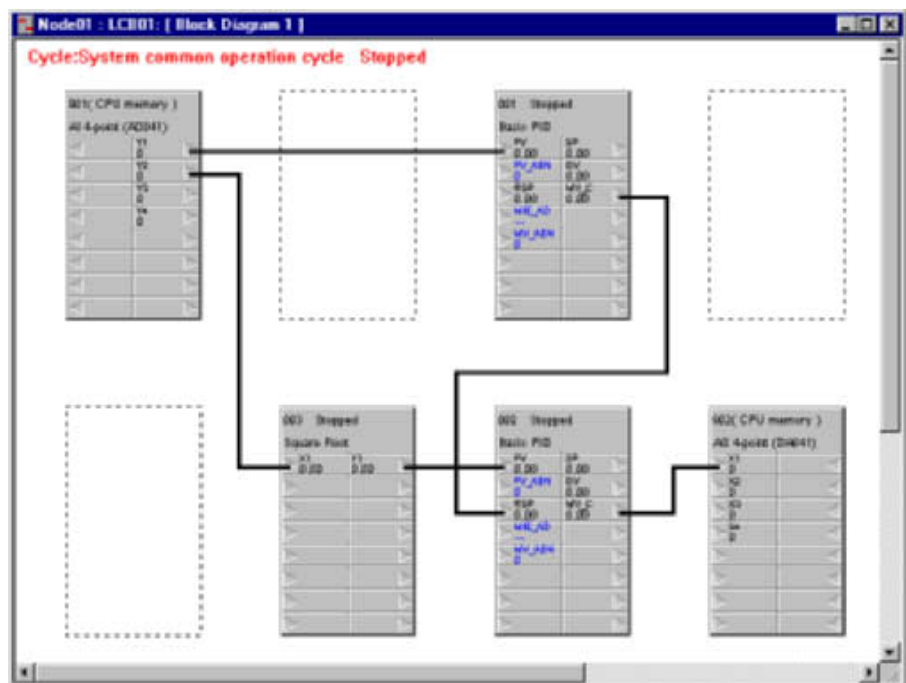 Node01 : LCB01: [ Block Diagram 1 ]
Cycle:System common operation cycle Stopped
901( CPU memory )
AI 4-point (AD041)
Y1
0
Y2
0
Y3
0
Y4
0
001 Stopped
Basic PID
PV SP
0.00 0.00
PV_ABN DV
0 0.00
RSP MV_C
0.00 0.00
---
MV_ABN
0
003 Stopped
Square Root
X1 Y1
0.00 0.00
002 Stopped
Basic PID
PV SP
0.00 0.00
PV_ABN DV
0 0.00
RSP MV_C
0.00 0.00
---
MV_ABN
0
902( CPU memory )
AO 4-point (DA041)
X1
0
X2
0
X3
0
X4
0